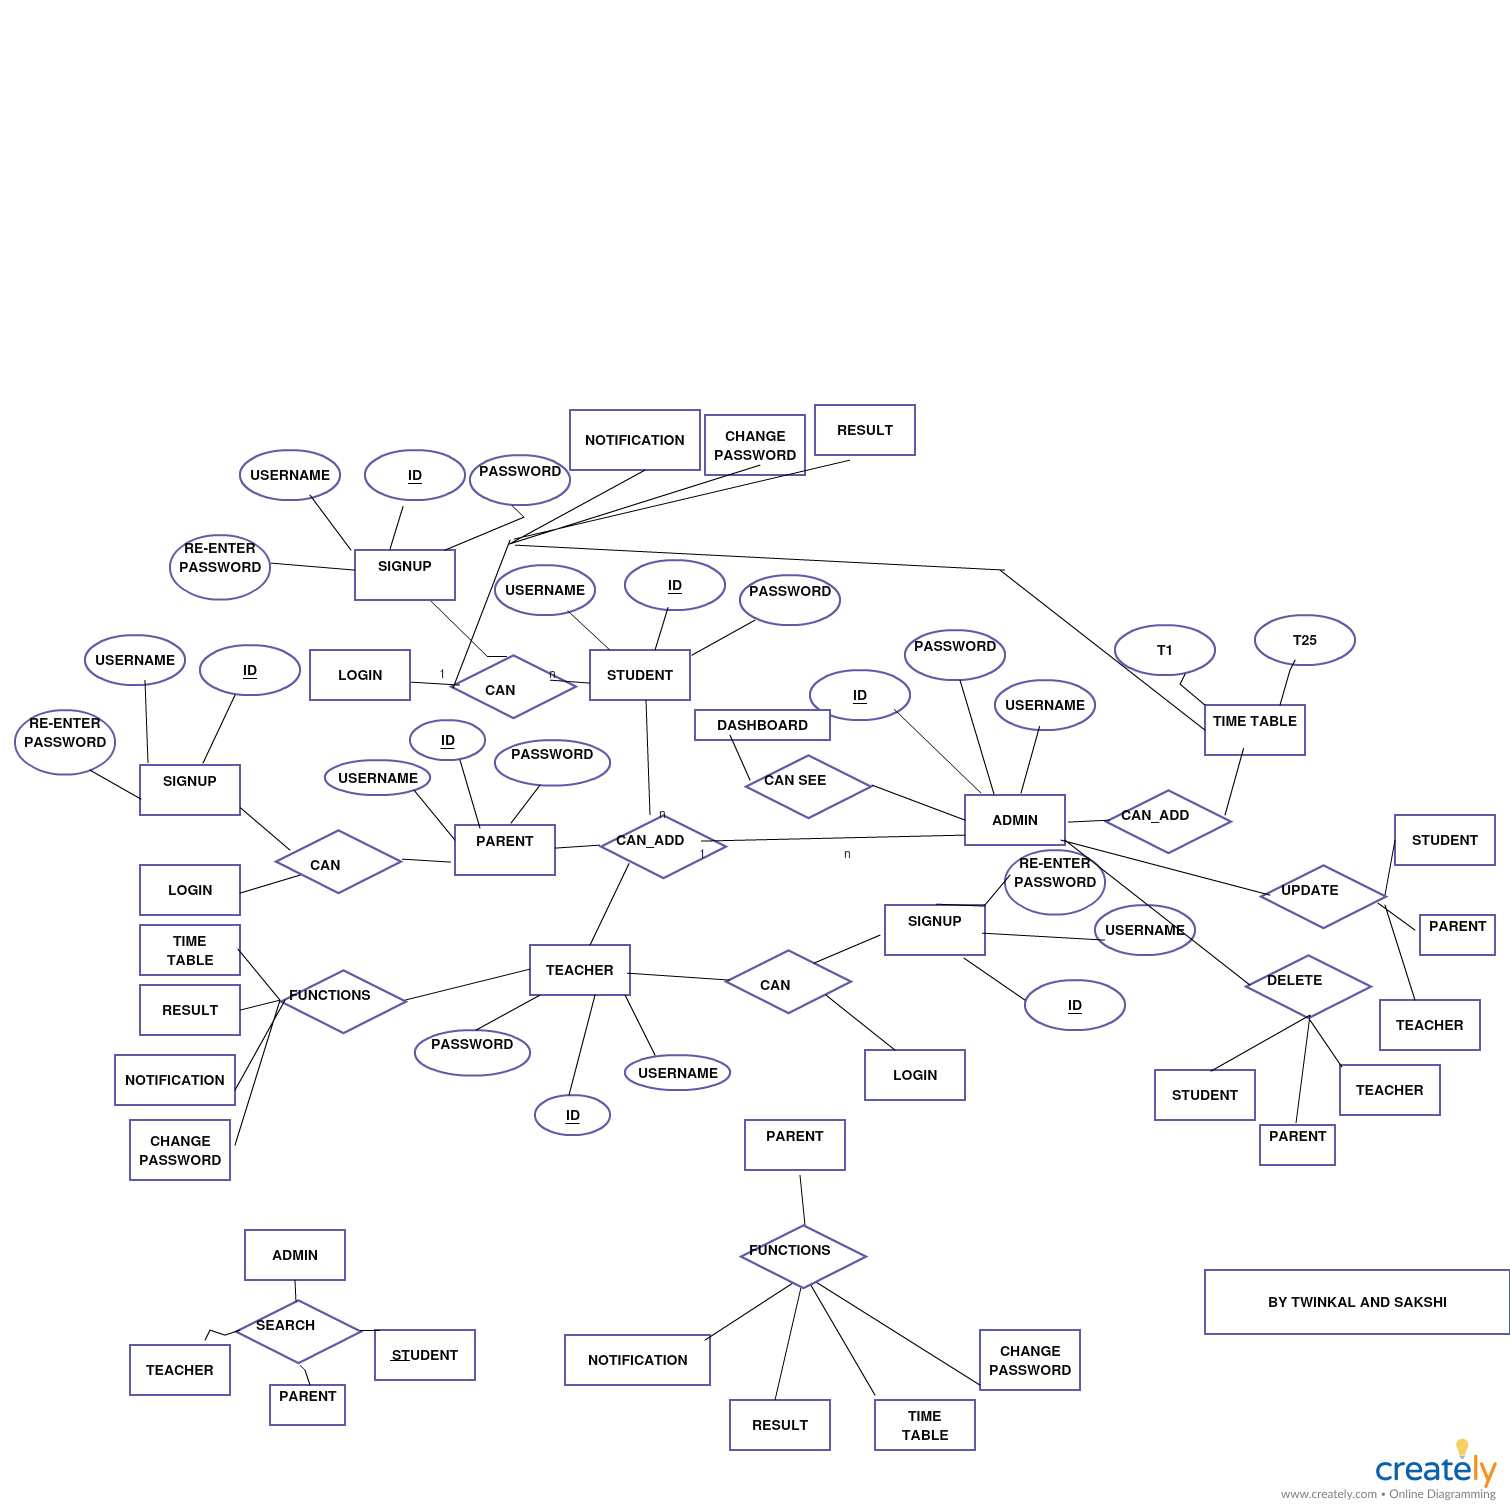 RESULT
NOTIFICATION
CHANGE
PASSWORD
USERNAME
ID
PASSWORD
RE-ENTER
PASSWORD
SIGNUP
USERNAME
ID
PASSWORD
T1
T25
PASSWORD
USERNAME
ID
LOGIN
1
CAN
n
STUDENT
ID
USERNAME
RE-ENTER
PASSWORD
DASHBOARD
TIME TABLE
ID
PASSWORD
USERNAME
SIGNUP
CAN SEE
n
ADMIN
CAN_ADD
PARENT
CAN_ADD
1
n
STUDENT
CAN
RE-ENTER
PASSWORD
LOGIN
UPDATE
SIGNUP
USERNAME
PARENT
TIME
TABLE
TEACHER
FUNCTIONS
CAN
DELETE
RESULT
ID
TEACHER
PASSWORD
USERNAME
LOGIN
NOTIFICATION
STUDENT
TEACHER
ID
CHANGE
PASSWORD
PARENT
PARENT
ADMIN
FUNCTIONS
BY TWINKAL AND SAKSHI
SEARCH
TEACHER
STUDENT
PARENT
NOTIFICATION
CHANGE
PASSWORD
RESULT
TIME
TABLE
creately
www.creately.com • Online Diagramming